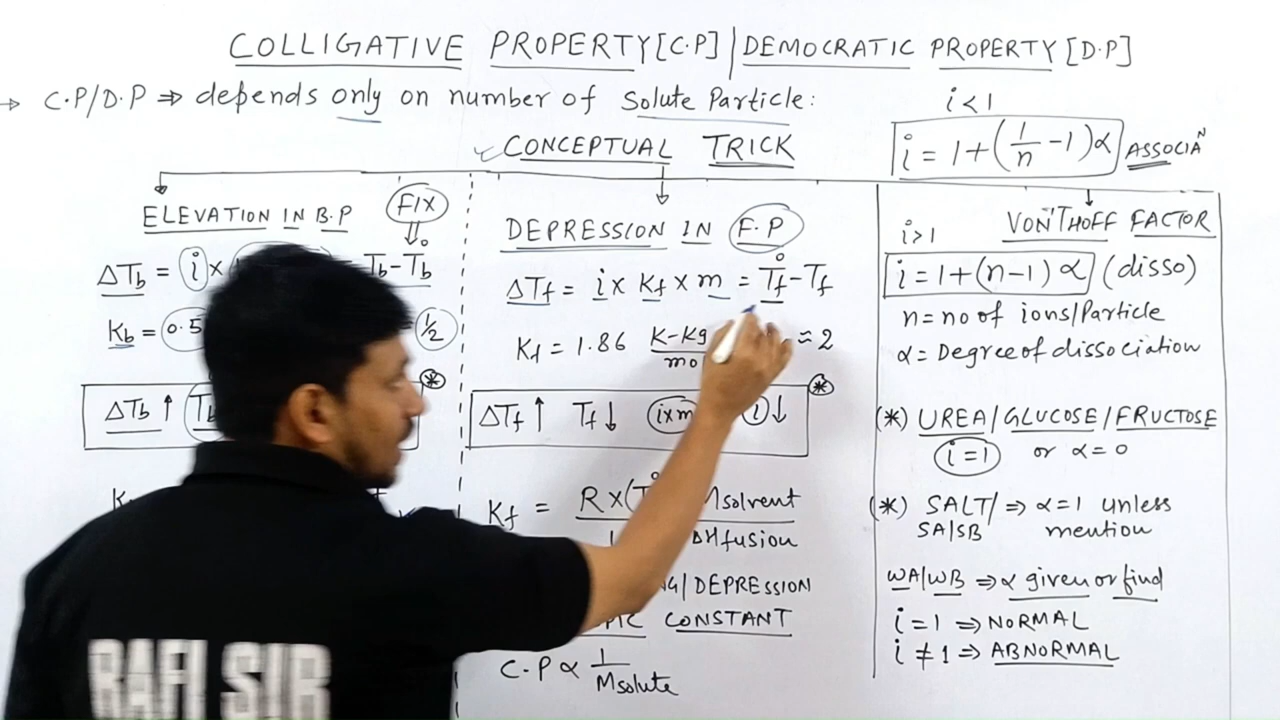 COLLIGATIVE PROPERTY [C.P] | DEMOCRATIC PROPERTY [D.P]
→ C.P/D.P ⇒ depends only on number of Solute Particle:
i < 1
i = 1+(1/n -1)α ASSOCIAᴺ
CONCEPTUAL TRICK
ELEVATION IN B.P
FIX
⇓
ΔTb = i × = Tb-Tb°
Kb = 0.5 1/2
ΔTb ↑
*
DEPRESSION IN F.P
ΔTf = i × Kf × m = Tf°-Tf
Kf = 1.86 K-Kg ≈ 2
ΔTf ↑ Tf ↓ i×m i ↓
*
Kf = R × (T° Msolvent
ΔHfusion
/DEPRESSION
CONSTANT
C.P ∝ 1/Msolute
VON'THOFF FACTOR
i > 1
i = 1+(n-1) α (disso)
n = no of ions/Particle
α = Degree of dissociation
(*) UREA/GLUCOSE/FRUCTOSE
i = 1 or α = 0
(*) SALT/ ⇒ α = 1 unless
SA/SB mention
WA/WB ⇒ α given or find
i = 1 ⇒ NORMAL
i ≠ 1 ⇒ ABNORMAL
RAFI SIR